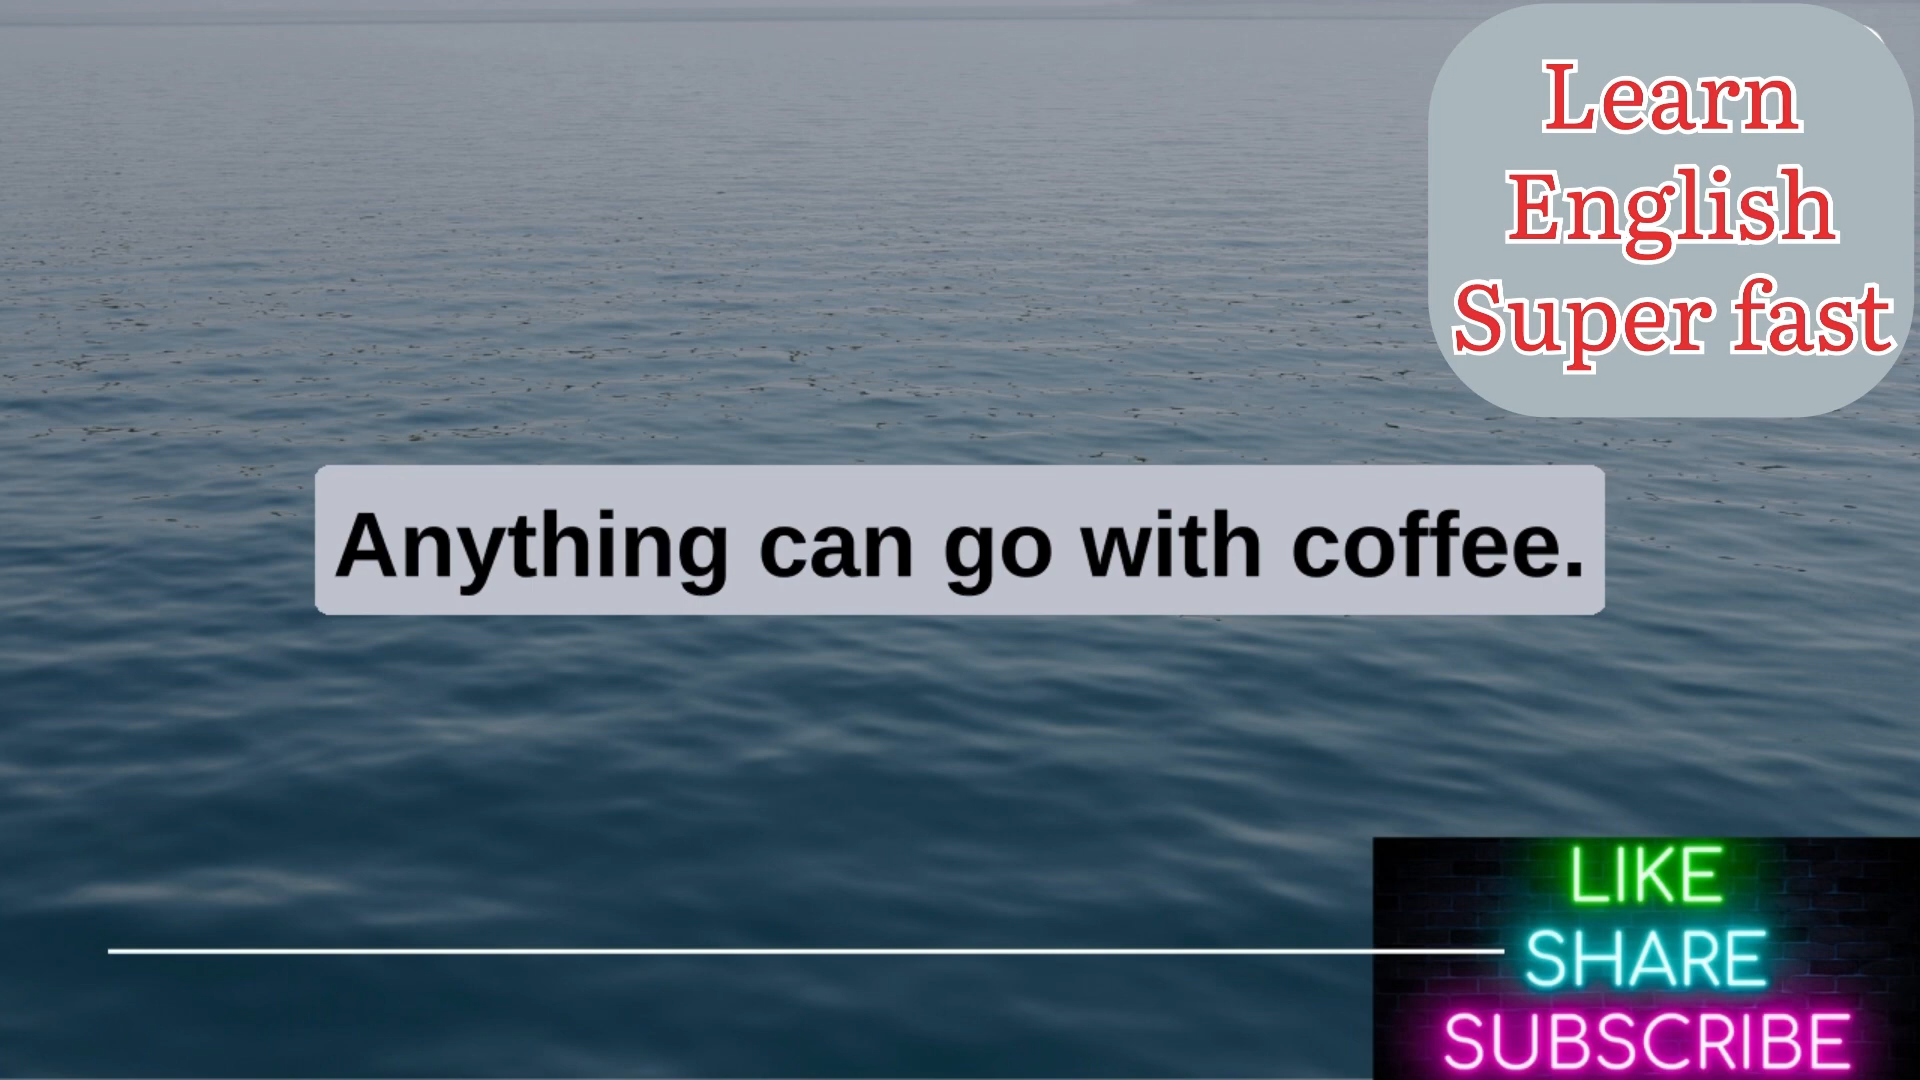 Learn
English
Super fast
Anything can go with coffee.
LIKE
SHARE
SUBSCRIBE